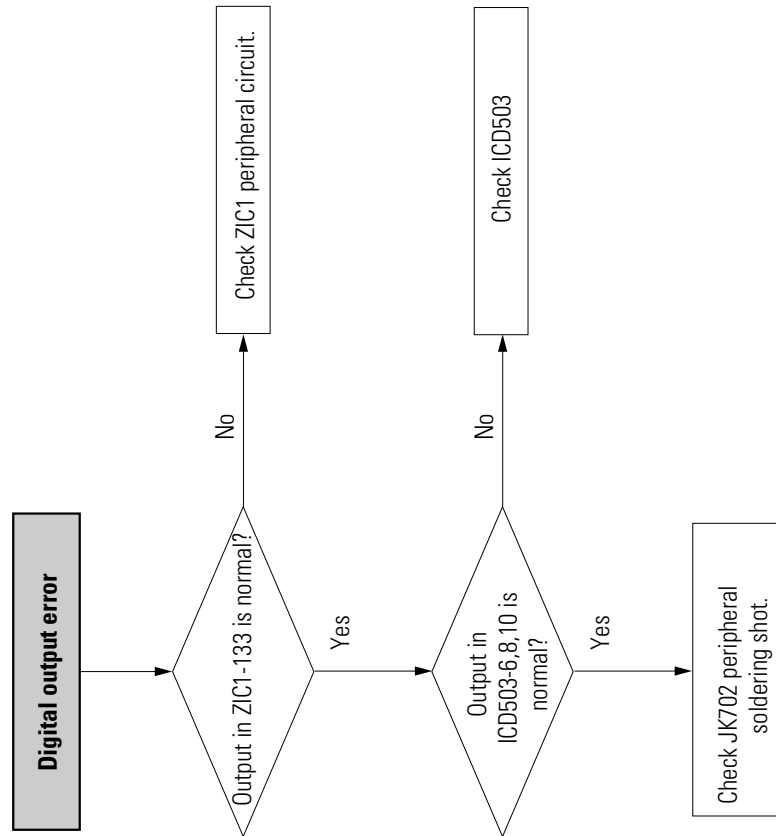 Digital output error
Output in ZIC1-133 is normal?
No
Check ZIC1 peripheral circuit.
Yes
Output in
ICD503-6,8,10 is
normal?
No
Check ICD503
Yes
Check JK702 peripheral
soldering shot.